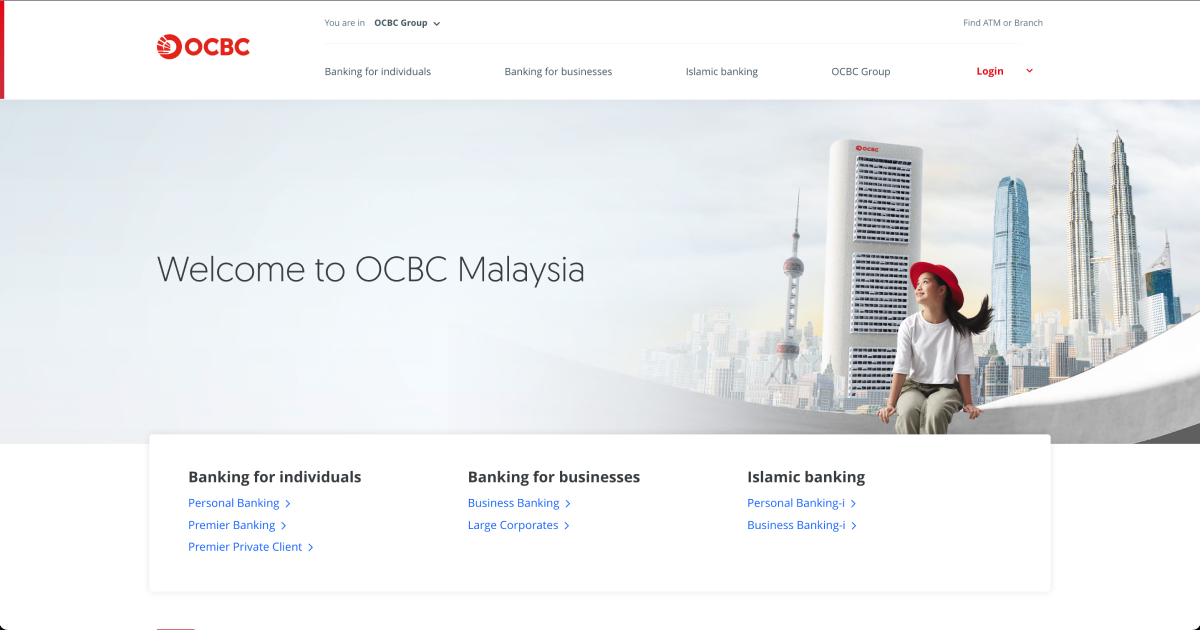 You are in OCBC Group
Find ATM or Branch
OCBC
Banking for individuals
Banking for businesses
Islamic banking
OCBC Group
Login
OCBC
Welcome to OCBC Malaysia
Banking for individuals
Personal Banking
Premier Banking
Premier Private Client
Banking for businesses
Business Banking
Large Corporates
Islamic banking
Personal Banking-i
Business Banking-i